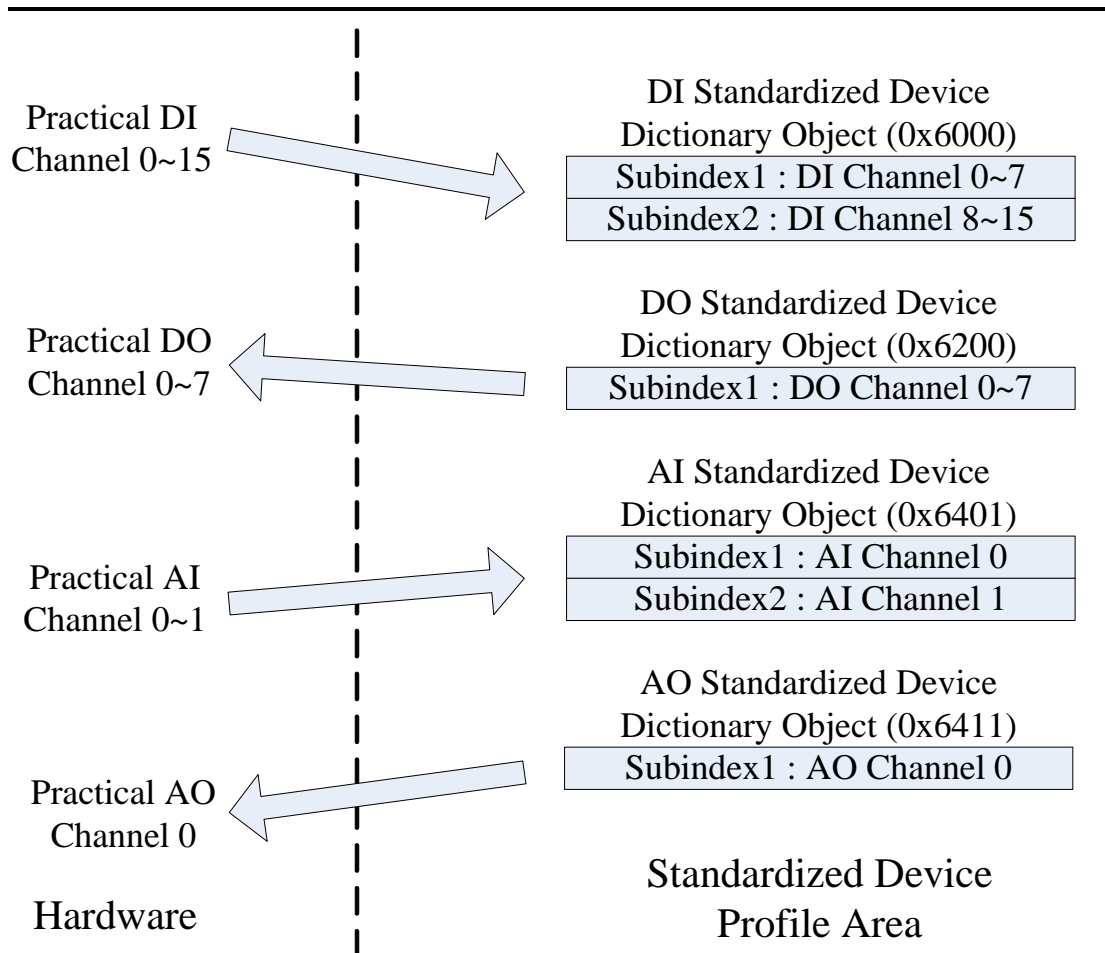 Practical DI
Channel 0~15
DI Standardized Device
Dictionary Object (0x6000)
Subindex1 : DI Channel 0~7
Subindex2 : DI Channel 8~15
Practical DO
Channel 0~7
DO Standardized Device
Dictionary Object (0x6200)
Subindex1 : DO Channel 0~7
Practical AI
Channel 0~1
AI Standardized Device
Dictionary Object (0x6401)
Subindex1 : AI Channel 0
Subindex2 : AI Channel 1
Practical AO
Channel 0
AO Standardized Device
Dictionary Object (0x6411)
Subindex1 : AO Channel 0
Hardware
Standardized Device
Profile Area